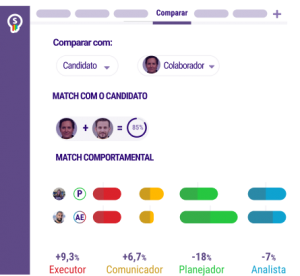 Comparar
+
S
Comparar com:
Candidato
Colaborador
MATCH COM O CANDIDATO
+ = 85%
MATCH COMPORTAMENTAL
P
AE
+9,3% +6,7% -18% -7%
Executor Comunicador Planejador Analista